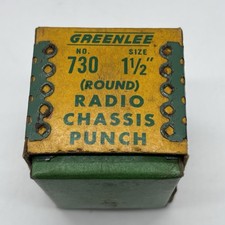 GREENLEE
NO. SIZE
730 1½"
(ROUND)
RADIO
CHASSIS
PUNCH